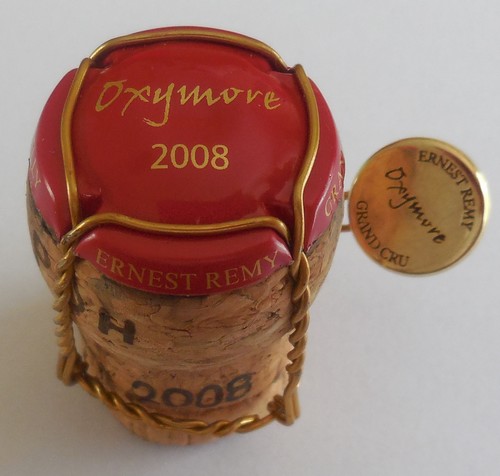 Oxymore
2008
ERNEST REMY
2008
ERNEST REMY
Oxymore
GRAND CRU